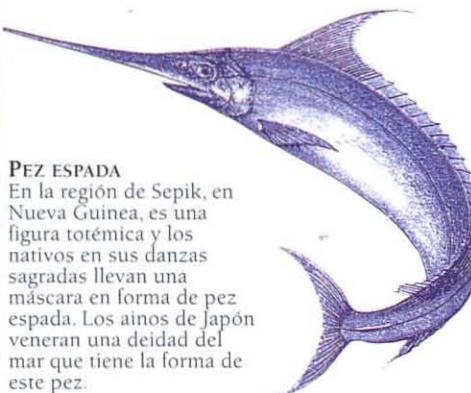 PEZ ESPADA
En la región de Sepik, en
Nueva Guinea, es una
figura totémica y los
nativos en sus danzas
sagradas llevan una
máscara en forma de pez
espada. Los ainos de Japón
veneran una deidad del
mar que tiene la forma de
este pez.